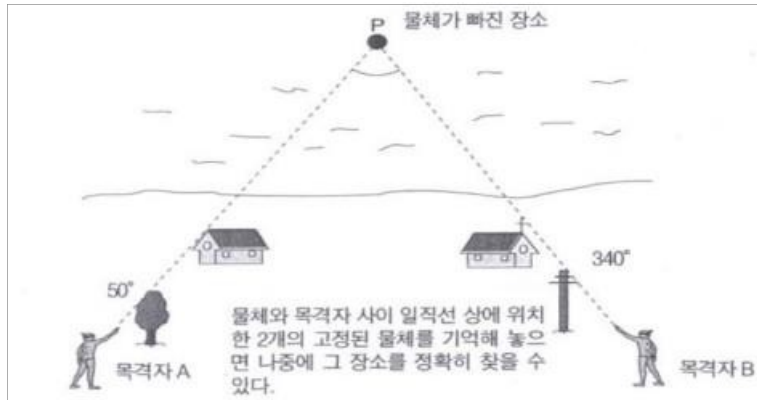 P 물체가 빠진 장소
50°
340°
물체와 목격자 사이 일직선 상에 위치
한 2개의 고정된 물체를 기억해 놓으
면 나중에 그 장소를 정확히 찾을 수
있다.
목격자 A
목격자 B